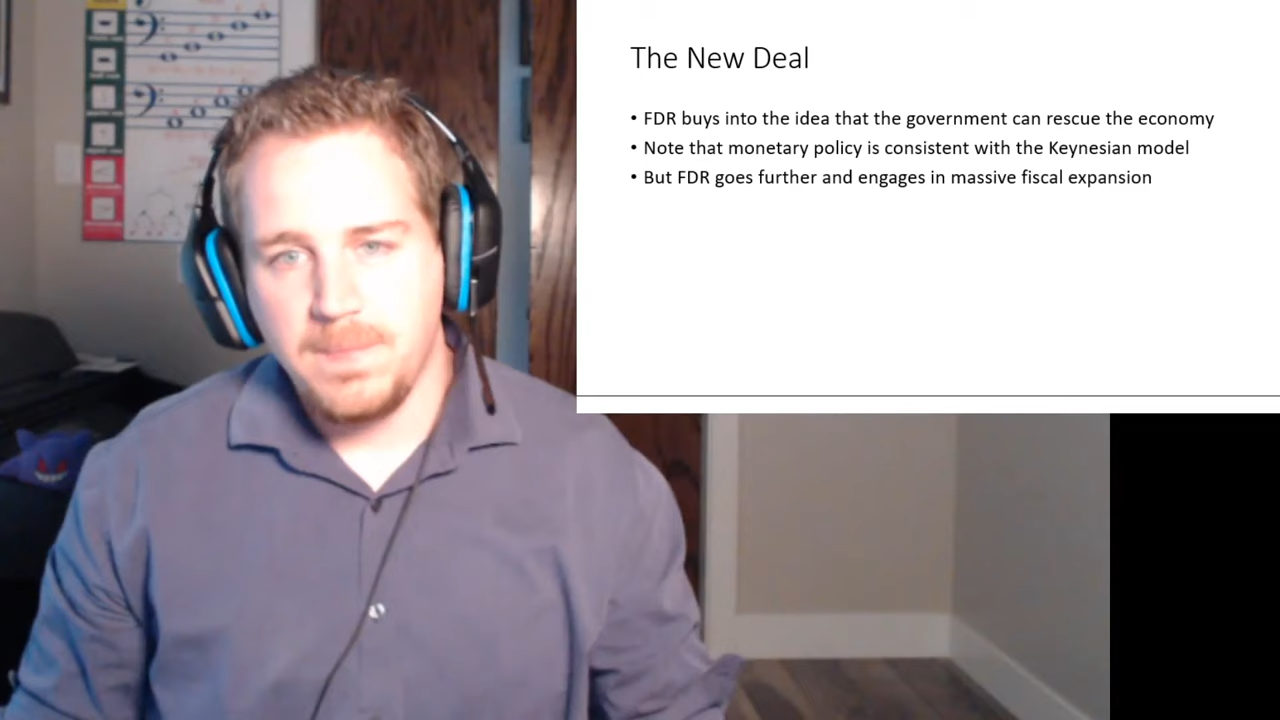 The New Deal
• FDR buys into the idea that the government can rescue the economy
• Note that monetary policy is consistent with the Keynesian model
• But FDR goes further and engages in massive fiscal expansion